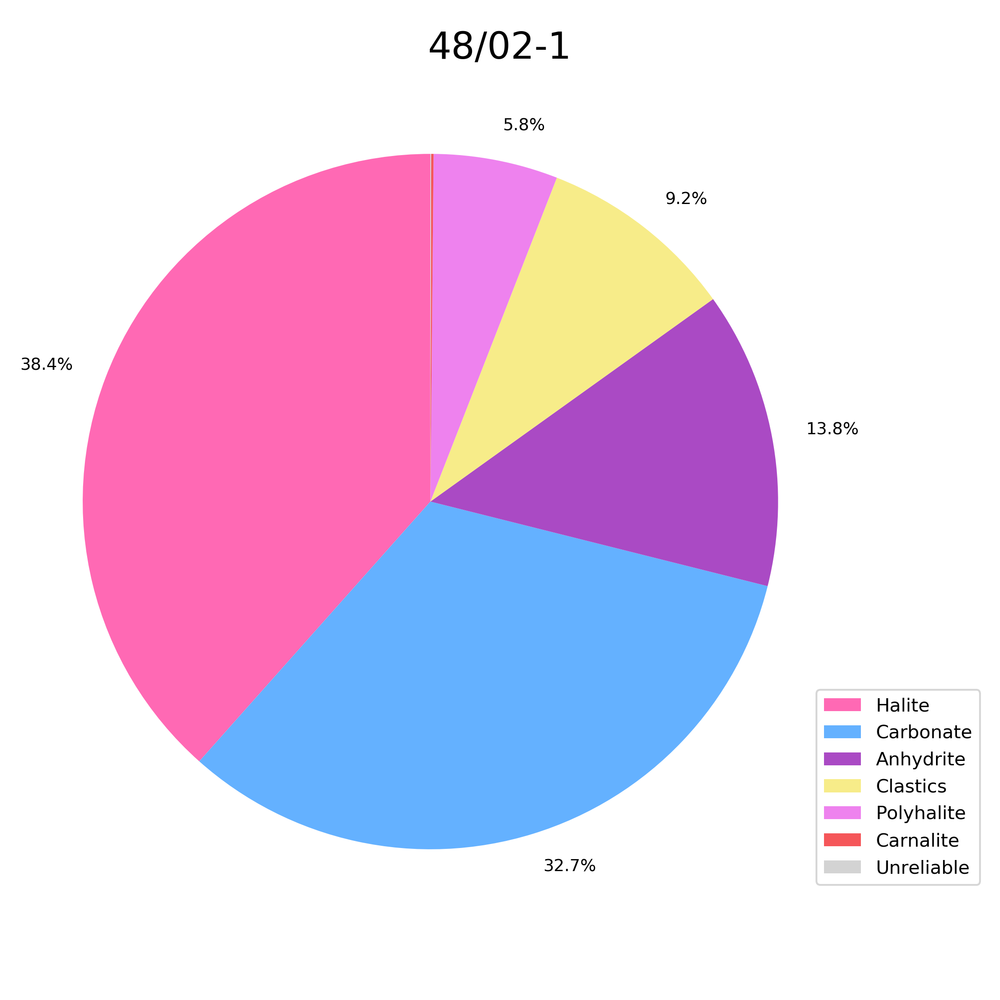 48/02-1
5.8%
9.2%
38.4%
13.8%
32.7%
Halite
Carbonate
Anhydrite
Clastics
Polyhalite
Carnalite
Unreliable